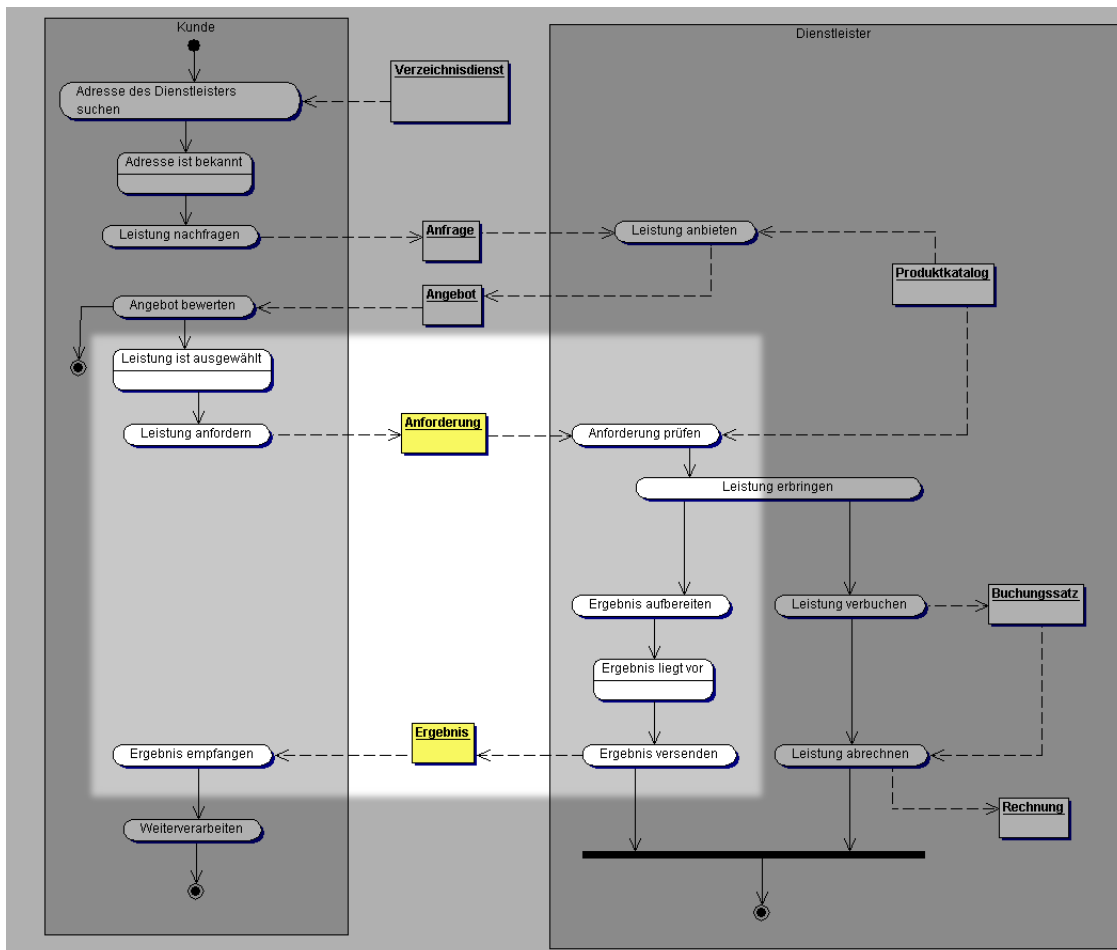 Kunde
Dienstleister
Verzeichnisdienst
Adresse des Dienstleisters
suchen
Adresse ist bekannt
Leistung nachfragen
Anfrage
Leistung anbieten
Produktkatalog
Angebot
Angebot bewerten
Leistung ist ausgewählt
Leistung anfordern
Anforderung
Anforderung prüfen
Leistung erbringen
Ergebnis aufbereiten
Leistung verbuchen
Buchungssatz
Ergebnis liegt vor
Ergebnis empfangen
Ergebnis
Ergebnis versenden
Leistung abrechnen
Rechnung
Weiterverarbeiten